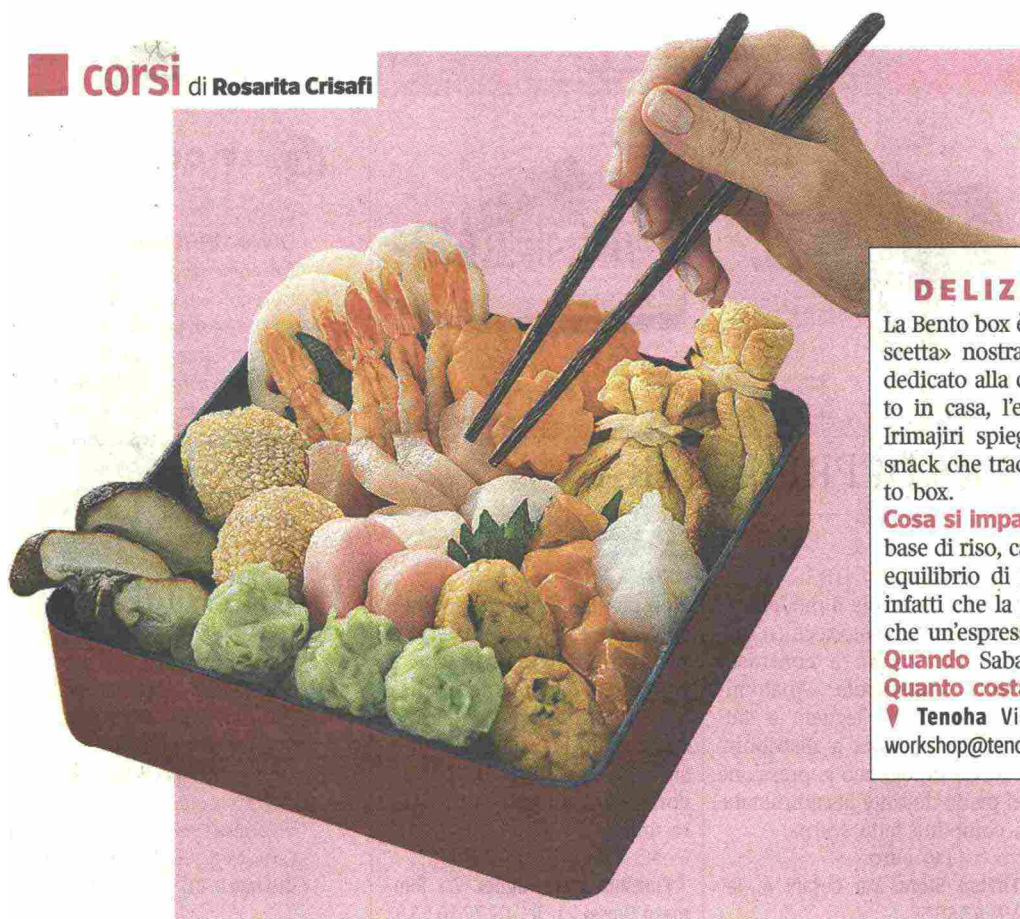 corsi di Rosarita Crisafi
DELIZ
La Bento box è
scetta» nostra
dedicato alla
to in casa, l'e
Irimajiri spieg
snack che trad
to box.
Cosa si impa
base di riso, ca
equilibrio di
infatti che la
che un'espress
Quando Saba
Quanto costa
Tenoha Vi
workshop@teno